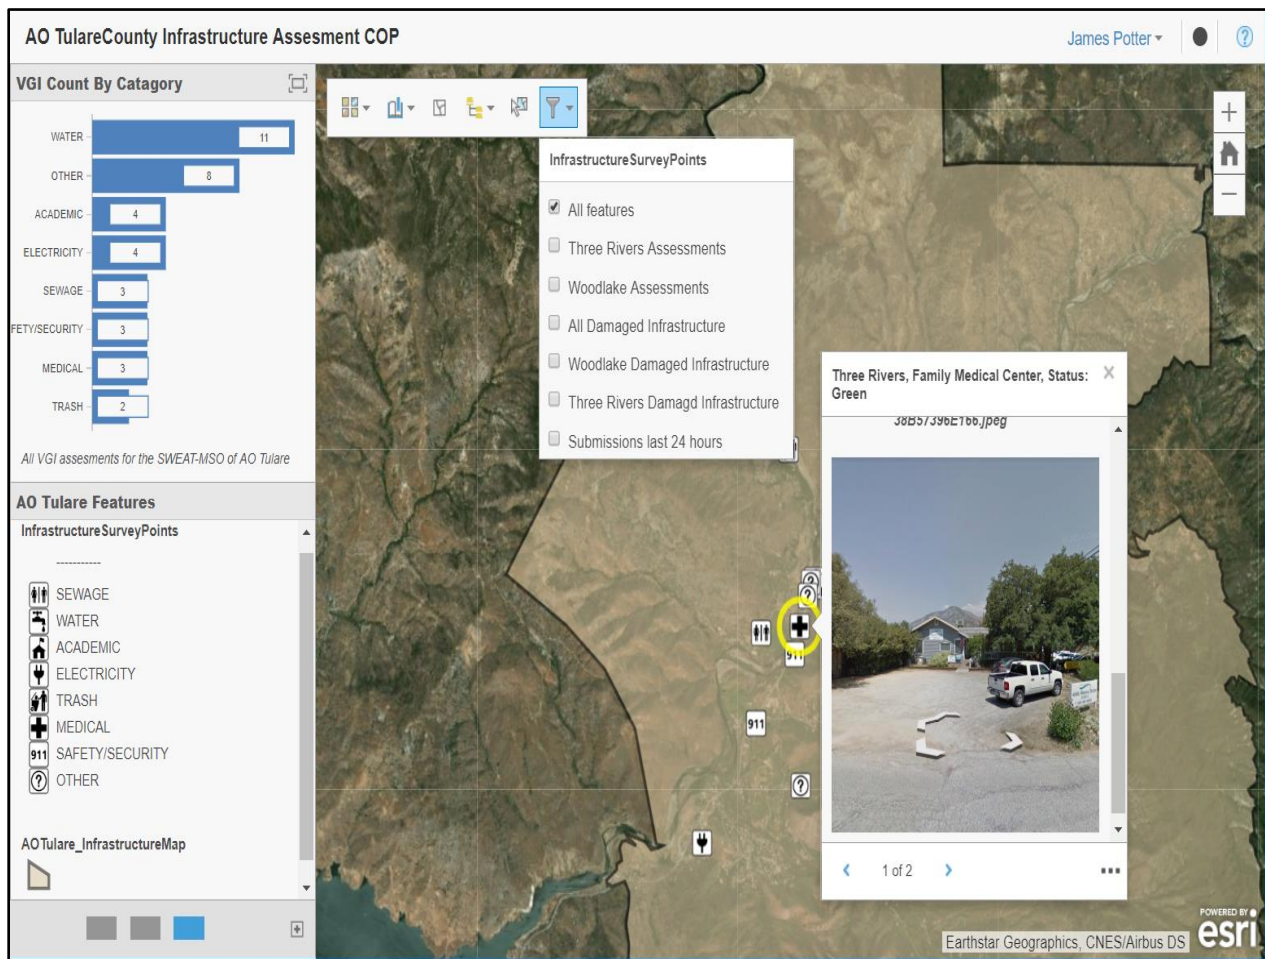 AO TulareCounty Infrastructure Assesment COP
James Potter
?
VGI Count By Catagory
WATER
11
OTHER
8
ACADEMIC
4
ELECTRICITY
4
SEWAGE
3
FETY/SECURITY
3
MEDICAL
3
TRASH
2
All VGI assesments for the SWEAT-MSO of AO Tulare
AO Tulare Features
InfrastructureSurveyPoints
-----------
SEWAGE
WATER
ACADEMIC
ELECTRICITY
TRASH
MEDICAL
911 SAFETY/SECURITY
? OTHER
AOTulare_InfrastructureMap
InfrastructureSurveyPoints
All features
Three Rivers Assessments
Woodlake Assessments
All Damaged Infrastructure
Woodlake Damaged Infrastructure
Three Rivers Damagd Infrastructure
Submissions last 24 hours
+
−
Three Rivers, Family Medical Center, Status:
Green
38B57396E166.jpeg
?
?
911
911
?
1 of 2
Earthstar Geographics, CNES/Airbus DS
POWERED BY
esri